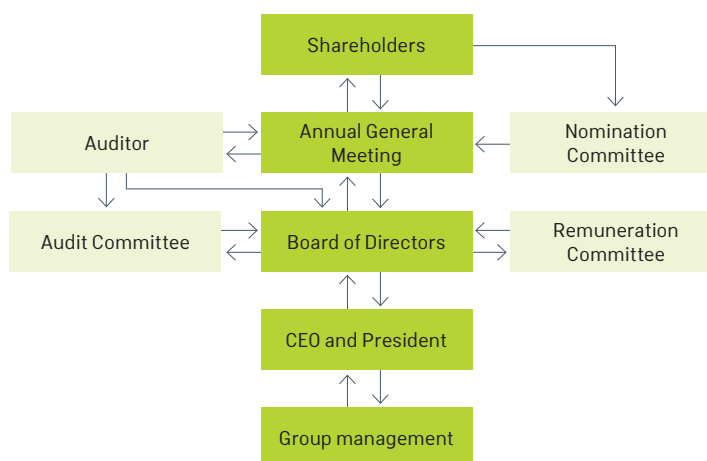 Shareholders
Auditor
Annual General
Meeting
Nomination
Committee
Audit Committee
Board of Directors
Remuneration
Committee
CEO and President
Group management